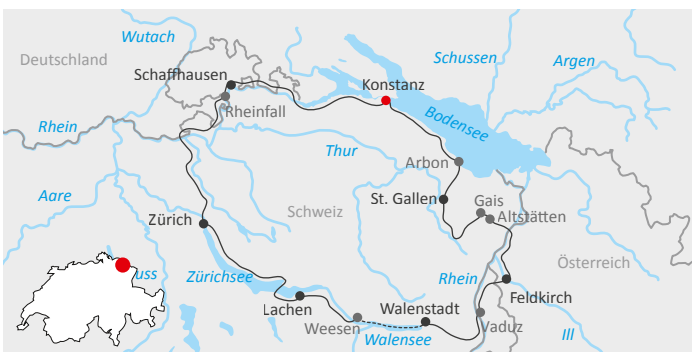 Wutach
Deutschland
Schussen
Argen
Schaffhausen
Konstanz
Rheinfall
Bodensee
Rhein
Thur
Arbon
Aare
St. Gallen
Gais
Altstätten
Schweiz
Zürich
Österreich
uss
Zürichsee
Rhein
Feldkirch
Lachen
Walenstadt
Weesen
Vaduz
Walensee
Ill